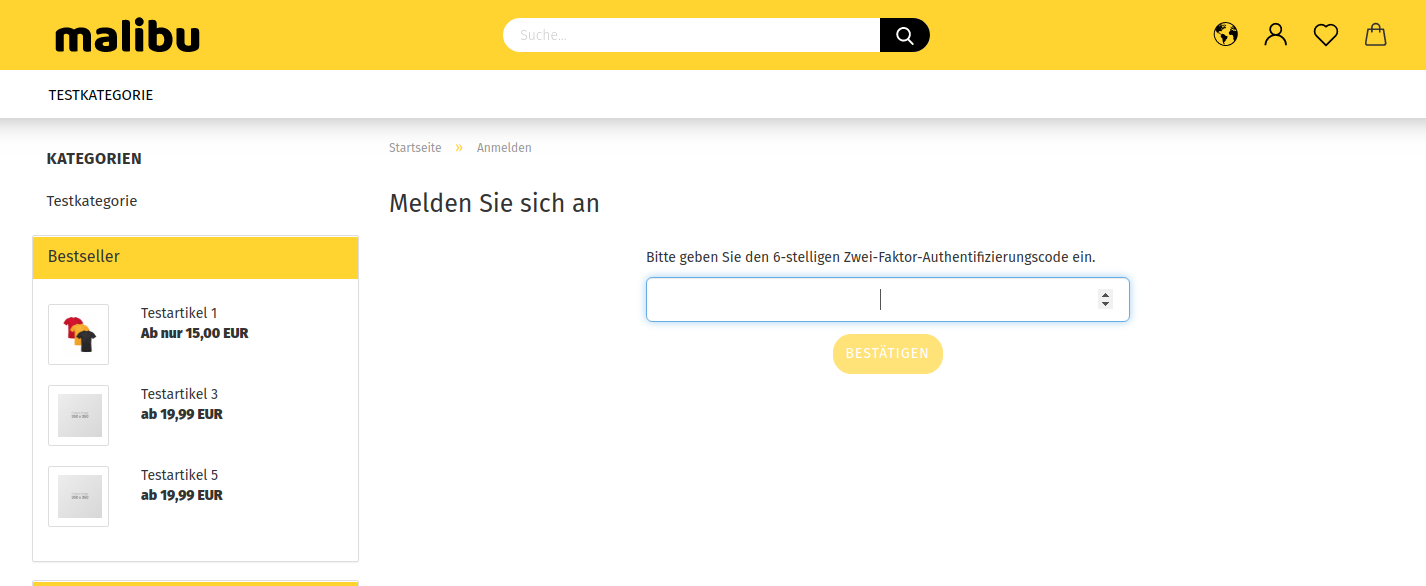 malibu
Suche...
TESTKATEGORIE
KATEGORIEN
Testkategorie
Bestseller
Testartikel 1
Ab nur 15,00 EUR
Testartikel 3
ab 19,99 EUR
Testartikel 5
ab 19,99 EUR
Startseite » Anmelden
Melden Sie sich an
Bitte geben Sie den 6-stelligen Zwei-Faktor-Authentifizierungscode ein.
BESTÄTIGEN